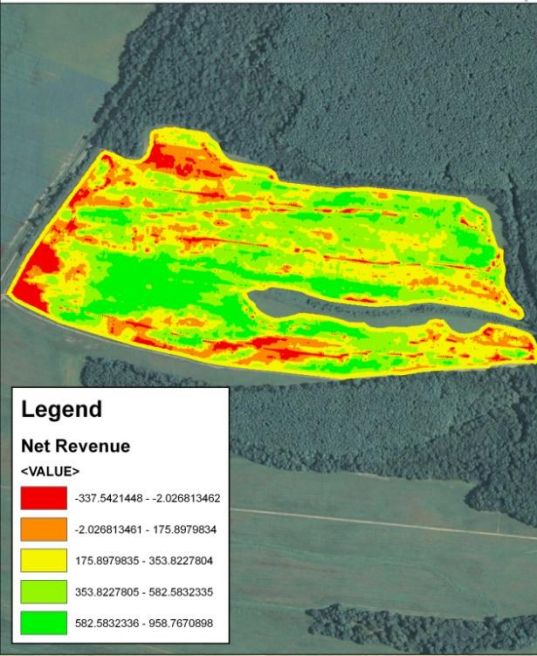 Legend
Net Revenue
<VALUE>
-337.5421448 - -2.026813462
-2.026813461 - 175.8979834
175.8979835 - 353.8227804
353.8227805 - 582.5832335
582.5832336 - 958.7670898